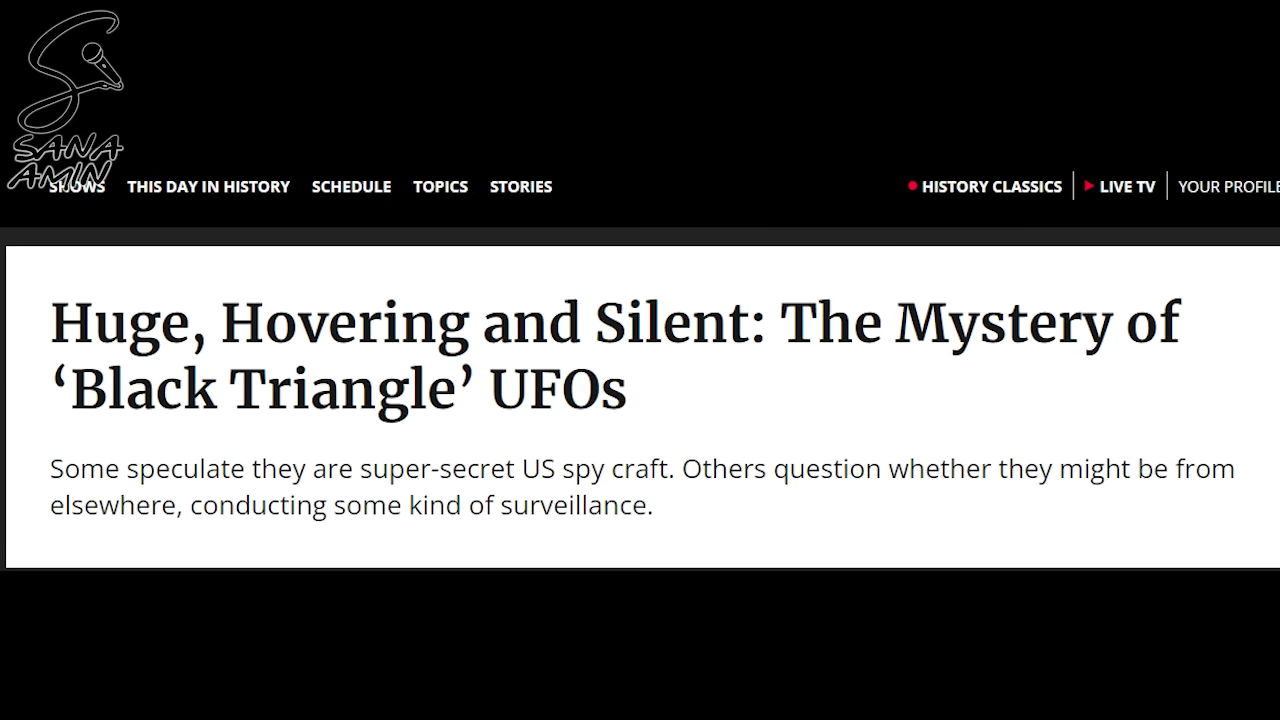 SANA
AMIN
SHOWS THIS DAY IN HISTORY SCHEDULE TOPICS STORIES HISTORY CLASSICS LIVE TV YOUR PROFILE
Huge, Hovering and Silent: The Mystery of
‘Black Triangle’ UFOs
Some speculate they are super-secret US spy craft. Others question whether they might be from
elsewhere, conducting some kind of surveillance.